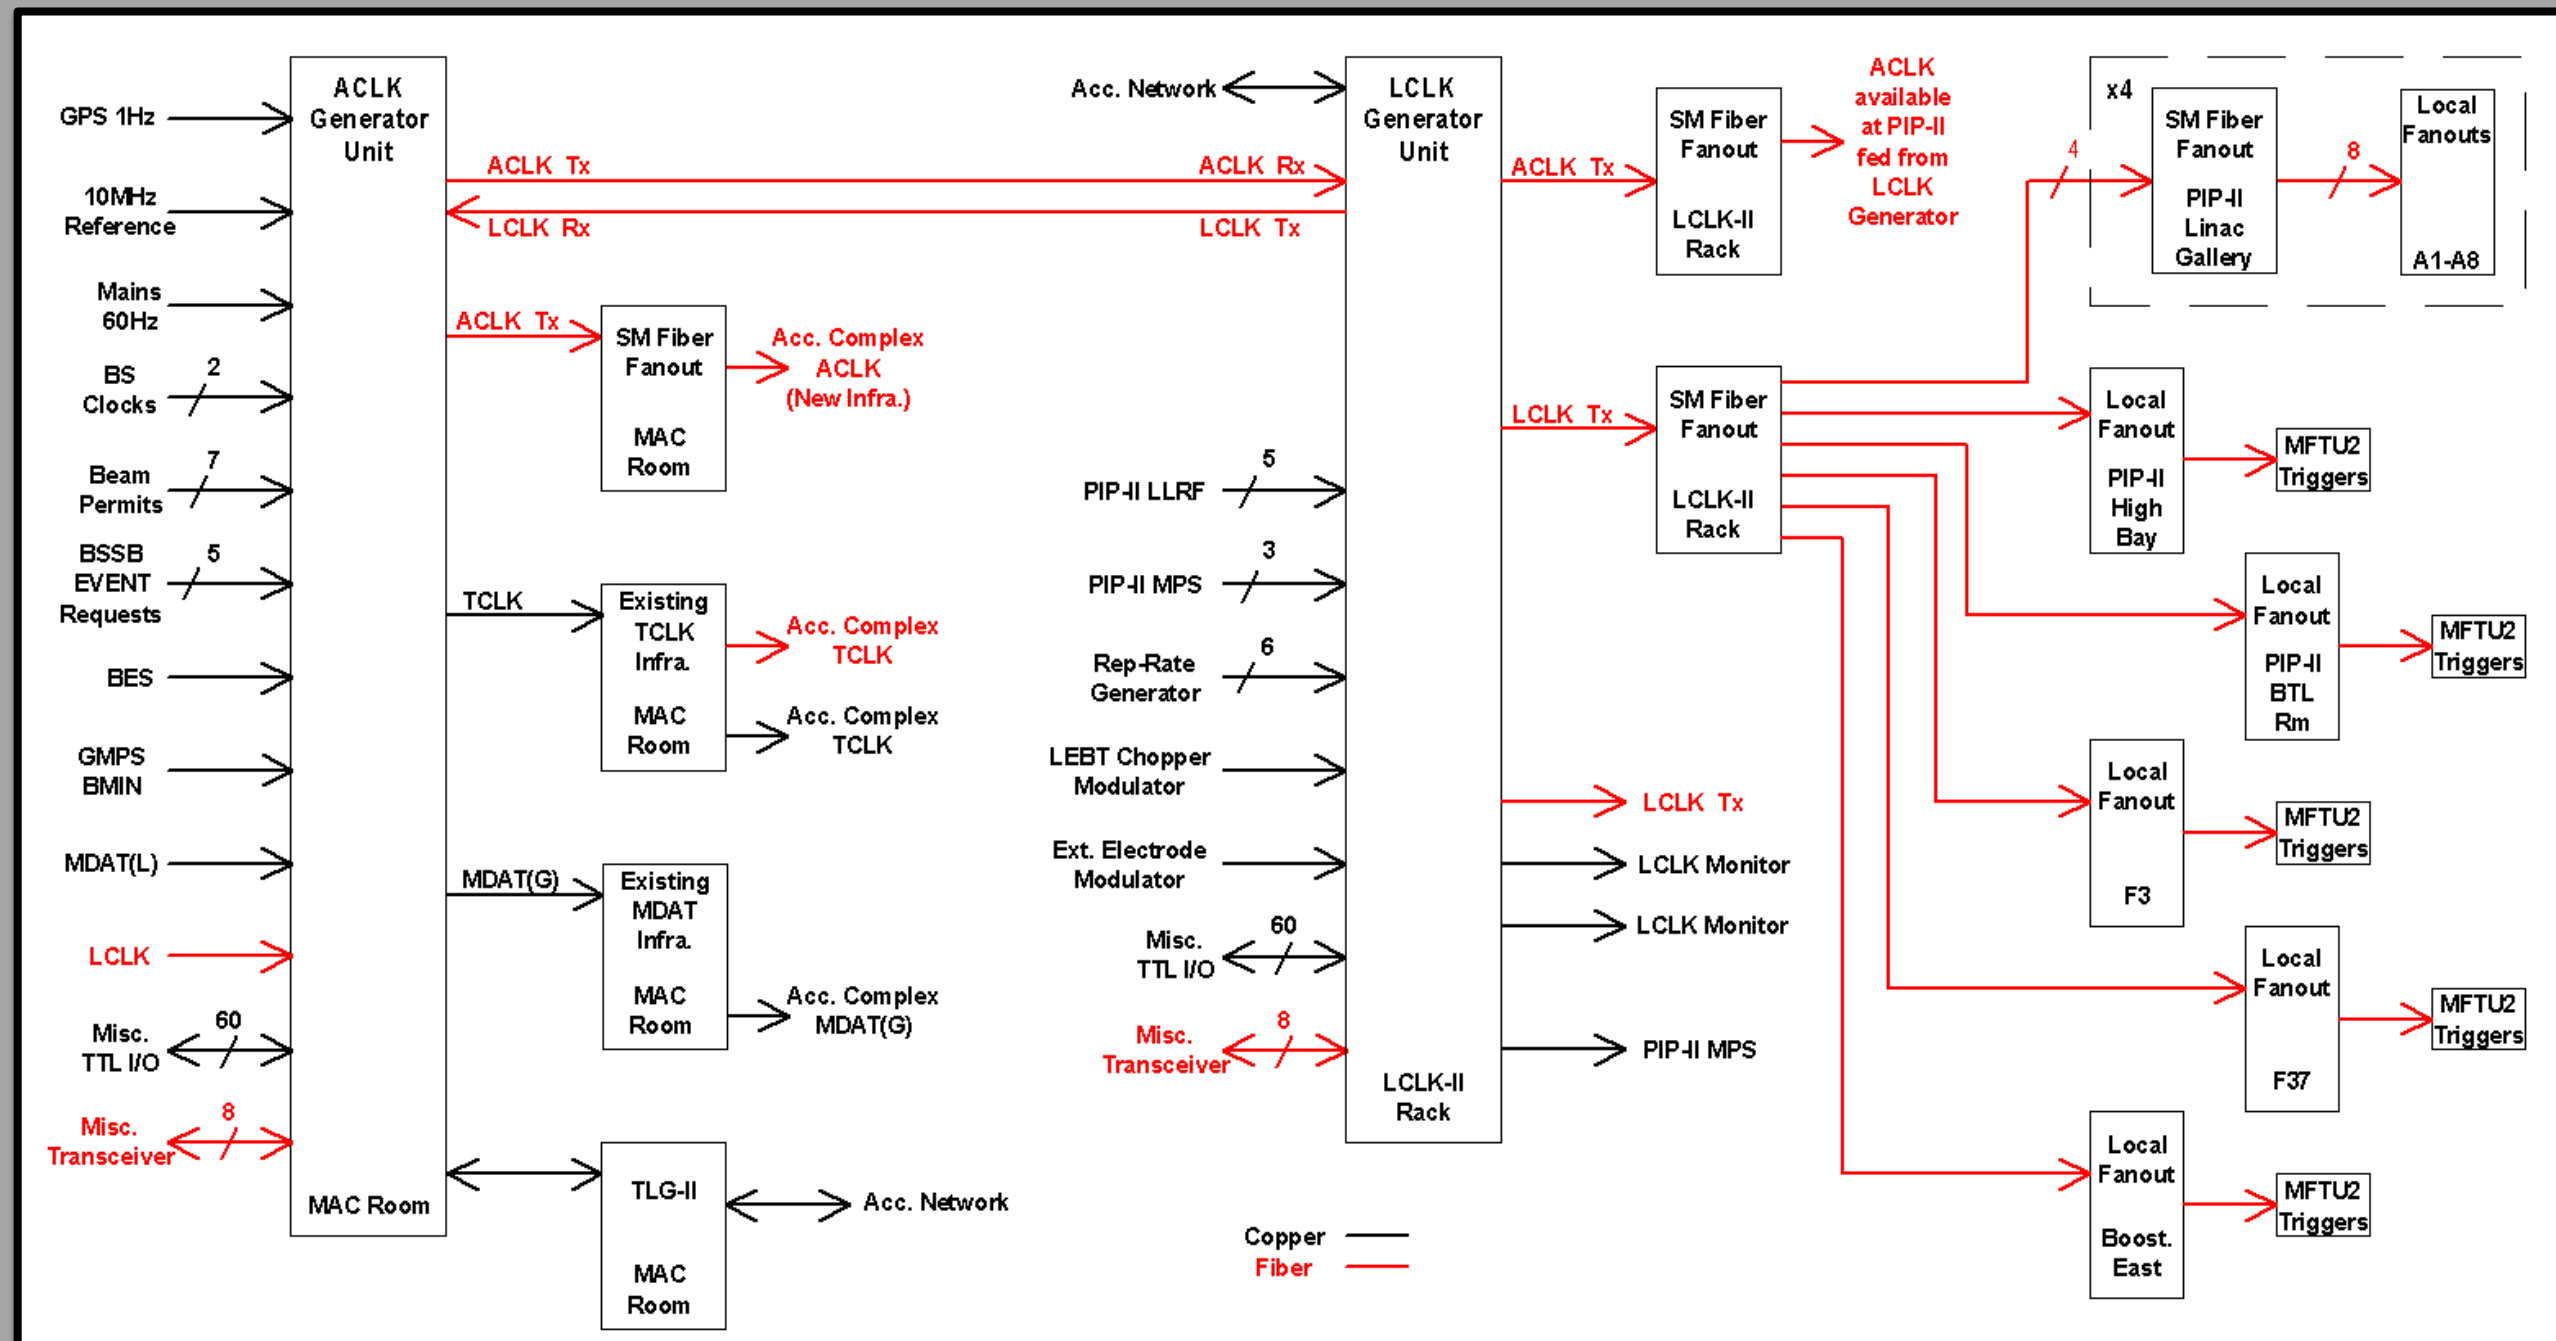 GPS 1Hz
10MHz
Reference
Mains
60Hz
BS
Clocks
2
Beam
Permits
7
BSSB
EVENT
Requests
5
BES
GMPS
BMIN
MDAT(L)
LCLK
Misc.
TTL I/O
60
Misc.
Transceiver
8
ACLK
Generator
Unit
MAC Room
ACLK Tx
LCLK Rx
ACLK Rx
LCLK Tx
ACLK Tx
SM Fiber
Fanout
MAC
Room
Acc. Complex
ACLK
(New Infra.)
TCLK
Existing
TCLK
Infra.
MAC
Room
Acc. Complex
TCLK
Acc. Complex
TCLK
MDAT(G)
Existing
MDAT
Infra.
MAC
Room
Acc. Complex
MDAT(G)
TLG-II
MAC
Room
Acc. Network
Acc. Network
PIP-II LLRF
5
PIP-II MPS
3
Rep-Rate
Generator
6
LEBT Chopper
Modulator
Ext. Electrode
Modulator
Misc.
TTL I/O
60
Misc.
Transceiver
8
Copper
Fiber
LCLK
Generator
Unit
LCLK-II
Rack
ACLK Tx
SM Fiber
Fanout
LCLK-II
Rack
ACLK
available
at PIP-II
fed from
LCLK
Generator
LCLK Tx
SM Fiber
Fanout
LCLK-II
Rack
LCLK Tx
LCLK Monitor
LCLK Monitor
PIP-II MPS
4
x4
SM Fiber
Fanout
PIP-II
Linac
Gallery
8
Local
Fanouts
A1-A8
Local
Fanout
PIP-II
High
Bay
MFTU2
Triggers
Local
Fanout
PIP-II
BTL
Rm
MFTU2
Triggers
Local
Fanout
F3
MFTU2
Triggers
Local
Fanout
F37
MFTU2
Triggers
Local
Fanout
Boost.
East
MFTU2
Triggers